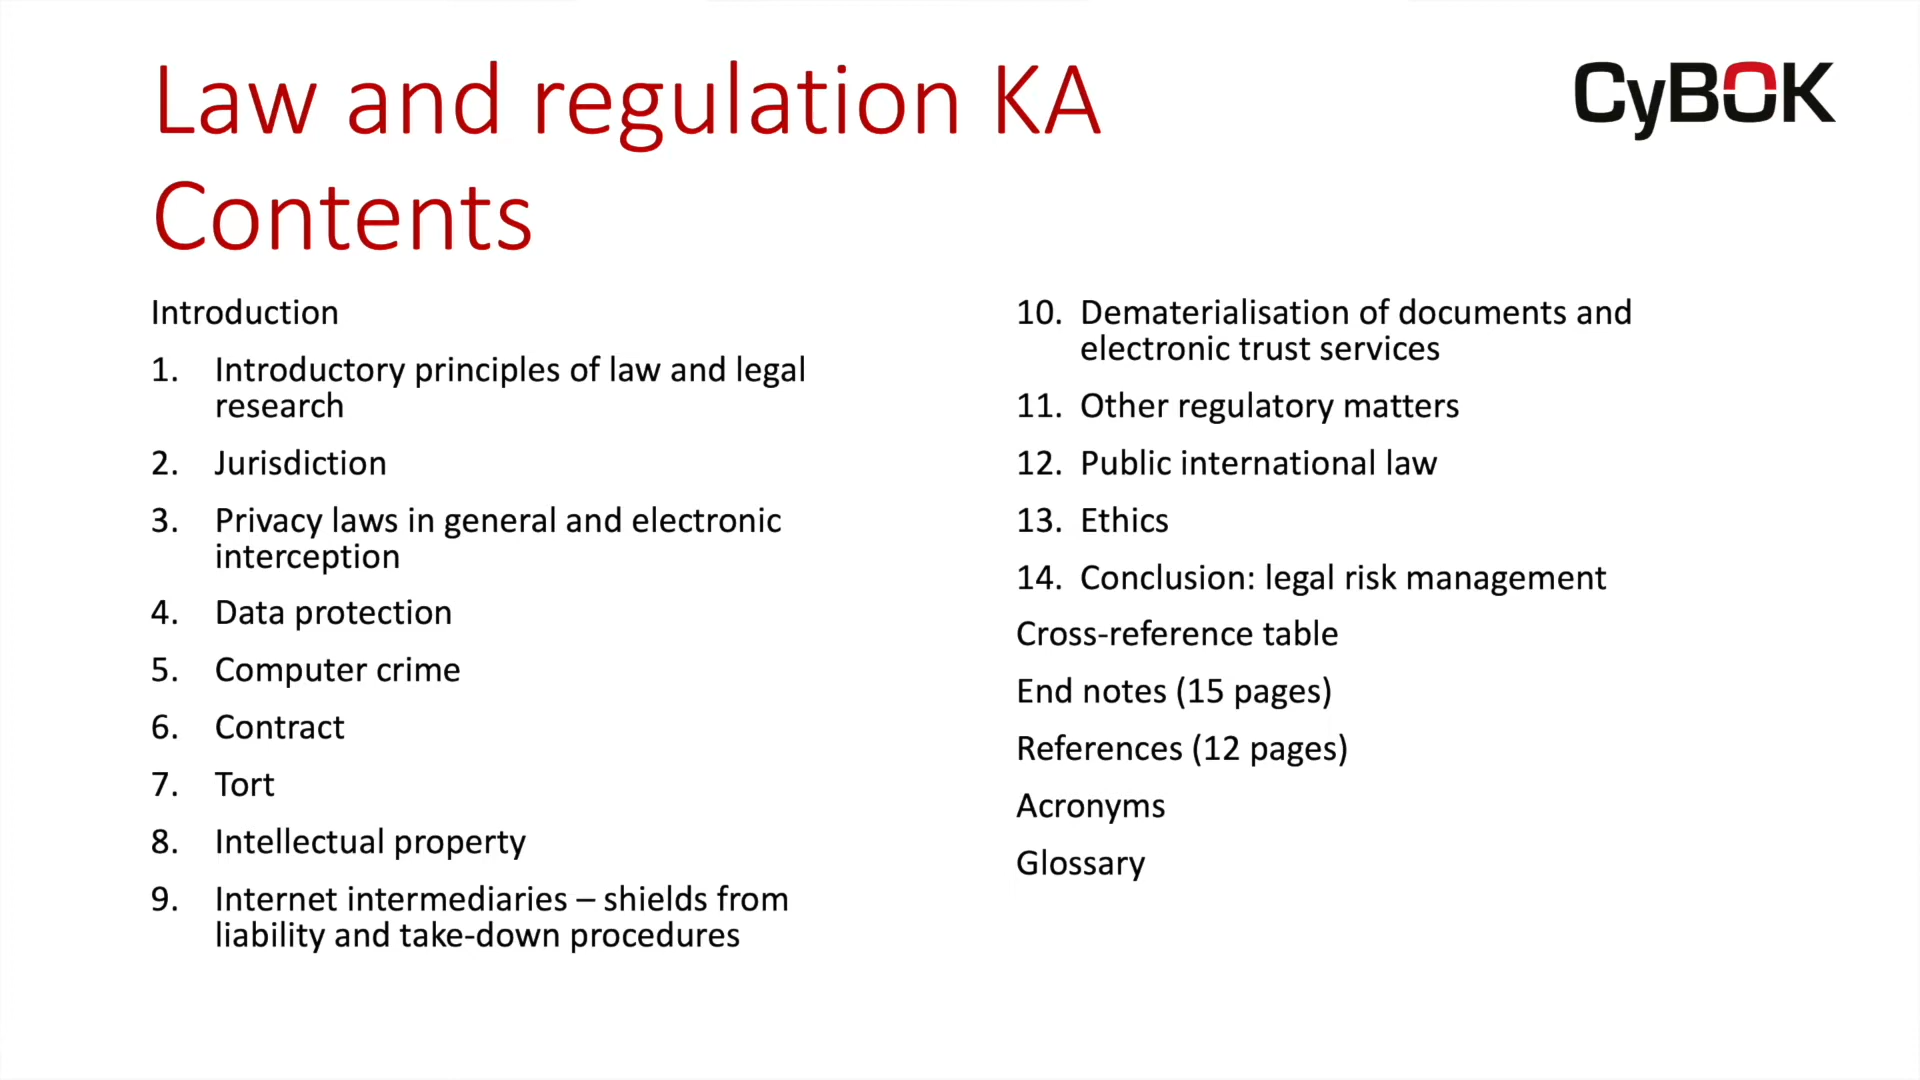 Law and regulation KA
Contents
CyBOK
Introduction
1. Introductory principles of law and legal
research
2. Jurisdiction
3. Privacy laws in general and electronic
interception
4. Data protection
5. Computer crime
6. Contract
7. Tort
8. Intellectual property
9. Internet intermediaries – shields from
liability and take-down procedures
10. Dematerialisation of documents and
electronic trust services
11. Other regulatory matters
12. Public international law
13. Ethics
14. Conclusion: legal risk management
Cross-reference table
End notes (15 pages)
References (12 pages)
Acronyms
Glossary